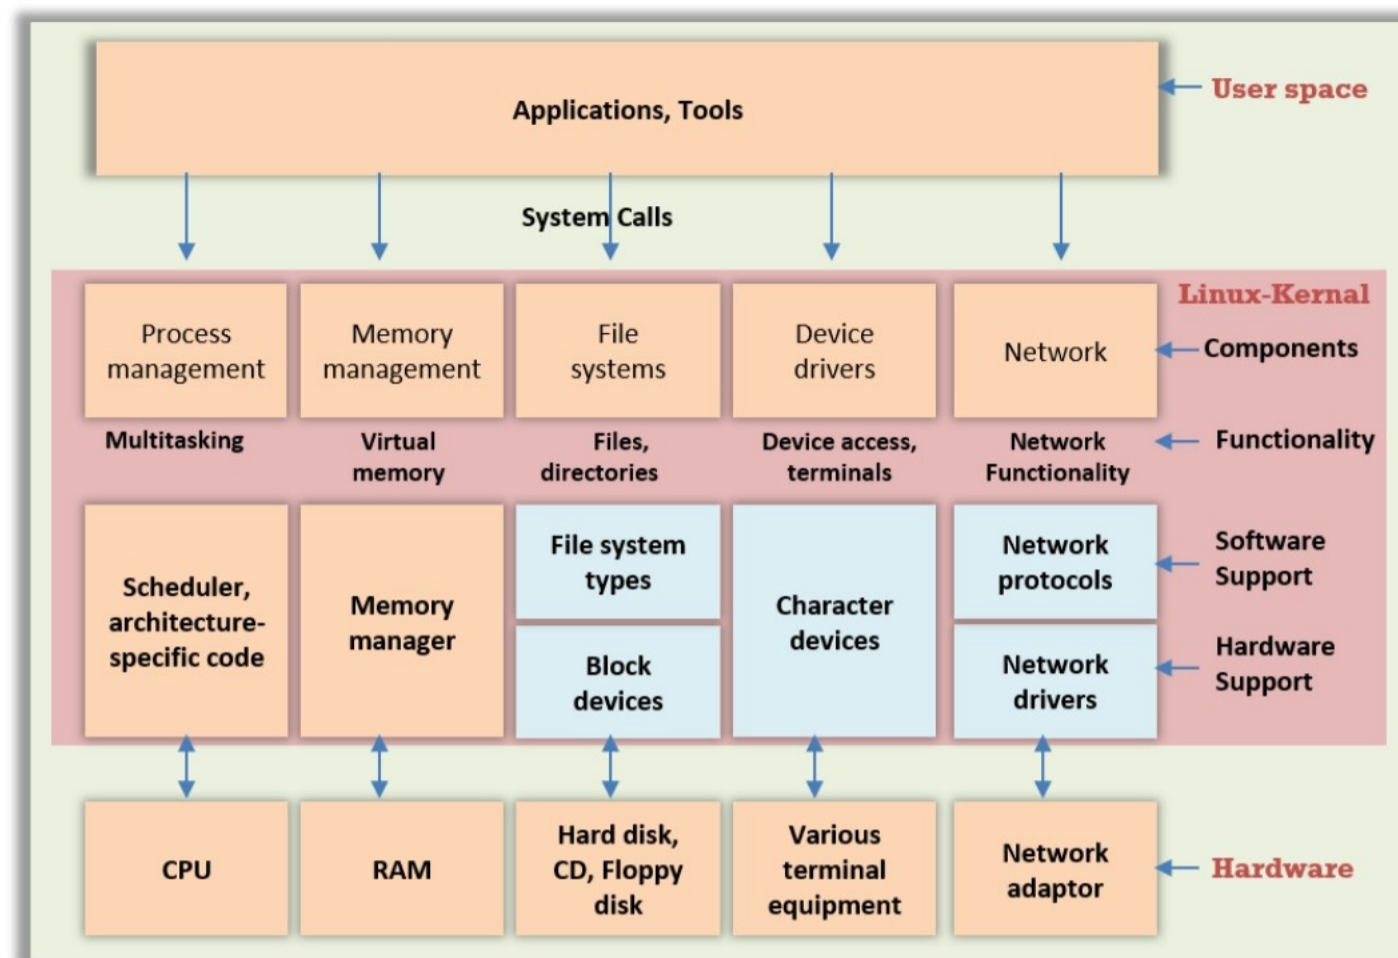 Applications, Tools
User space
System Calls
Linux-Kernal
Process
management
Memory
management
File
systems
Device
drivers
Network
Components
Multitasking
Virtual
memory
Files,
directories
Device access,
terminals
Network
Functionality
Functionality
Scheduler,
architecture-
specific code
Memory
manager
File system
types
Block
devices
Character
devices
Network
protocols
Network
drivers
Software
Support
Hardware
Support
CPU
RAM
Hard disk,
CD, Floppy
disk
Various
terminal
equipment
Network
adaptor
Hardware